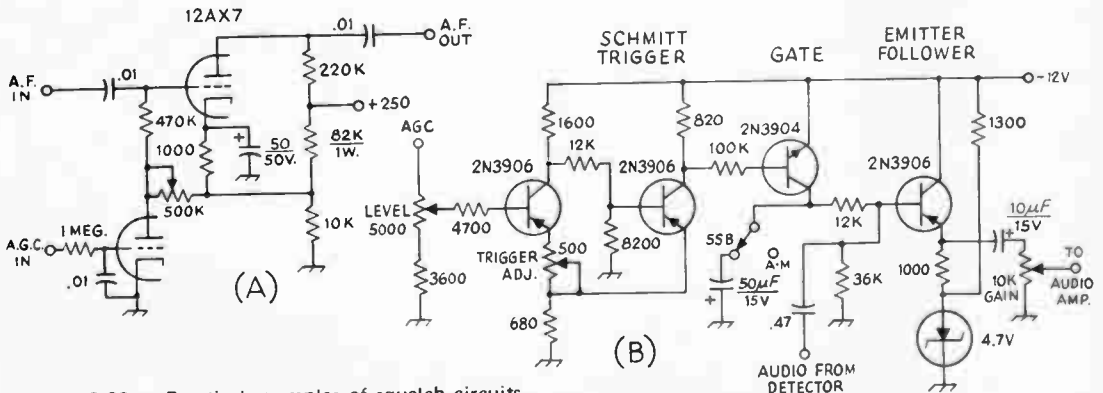 12AX7
.01
A.F.
OUT
A.F.
IN
.01
220K
+250
470K
1000
50
50V.
82K
1W.
500K
10K
A.G.C.
IN
1 MEG.
.01
(A)
SCHMITT
TRIGGER
GATE
EMITTER
FOLLOWER
-12V
AGC
1600
12K
820
2N3904
100K
1300
2N3906
2N3906
2N3906
LEVEL
5000
4700
12K
10µF
15V
500
TRIGGER
ADJ.
8200
SSB
A-M
50µF
15V
36K
1000
10K
GAIN
TO
AUDIO
AMP.
3600
680
(B)
.47
4.7V
AUDIO FROM
DETECTOR
of squelch circuits